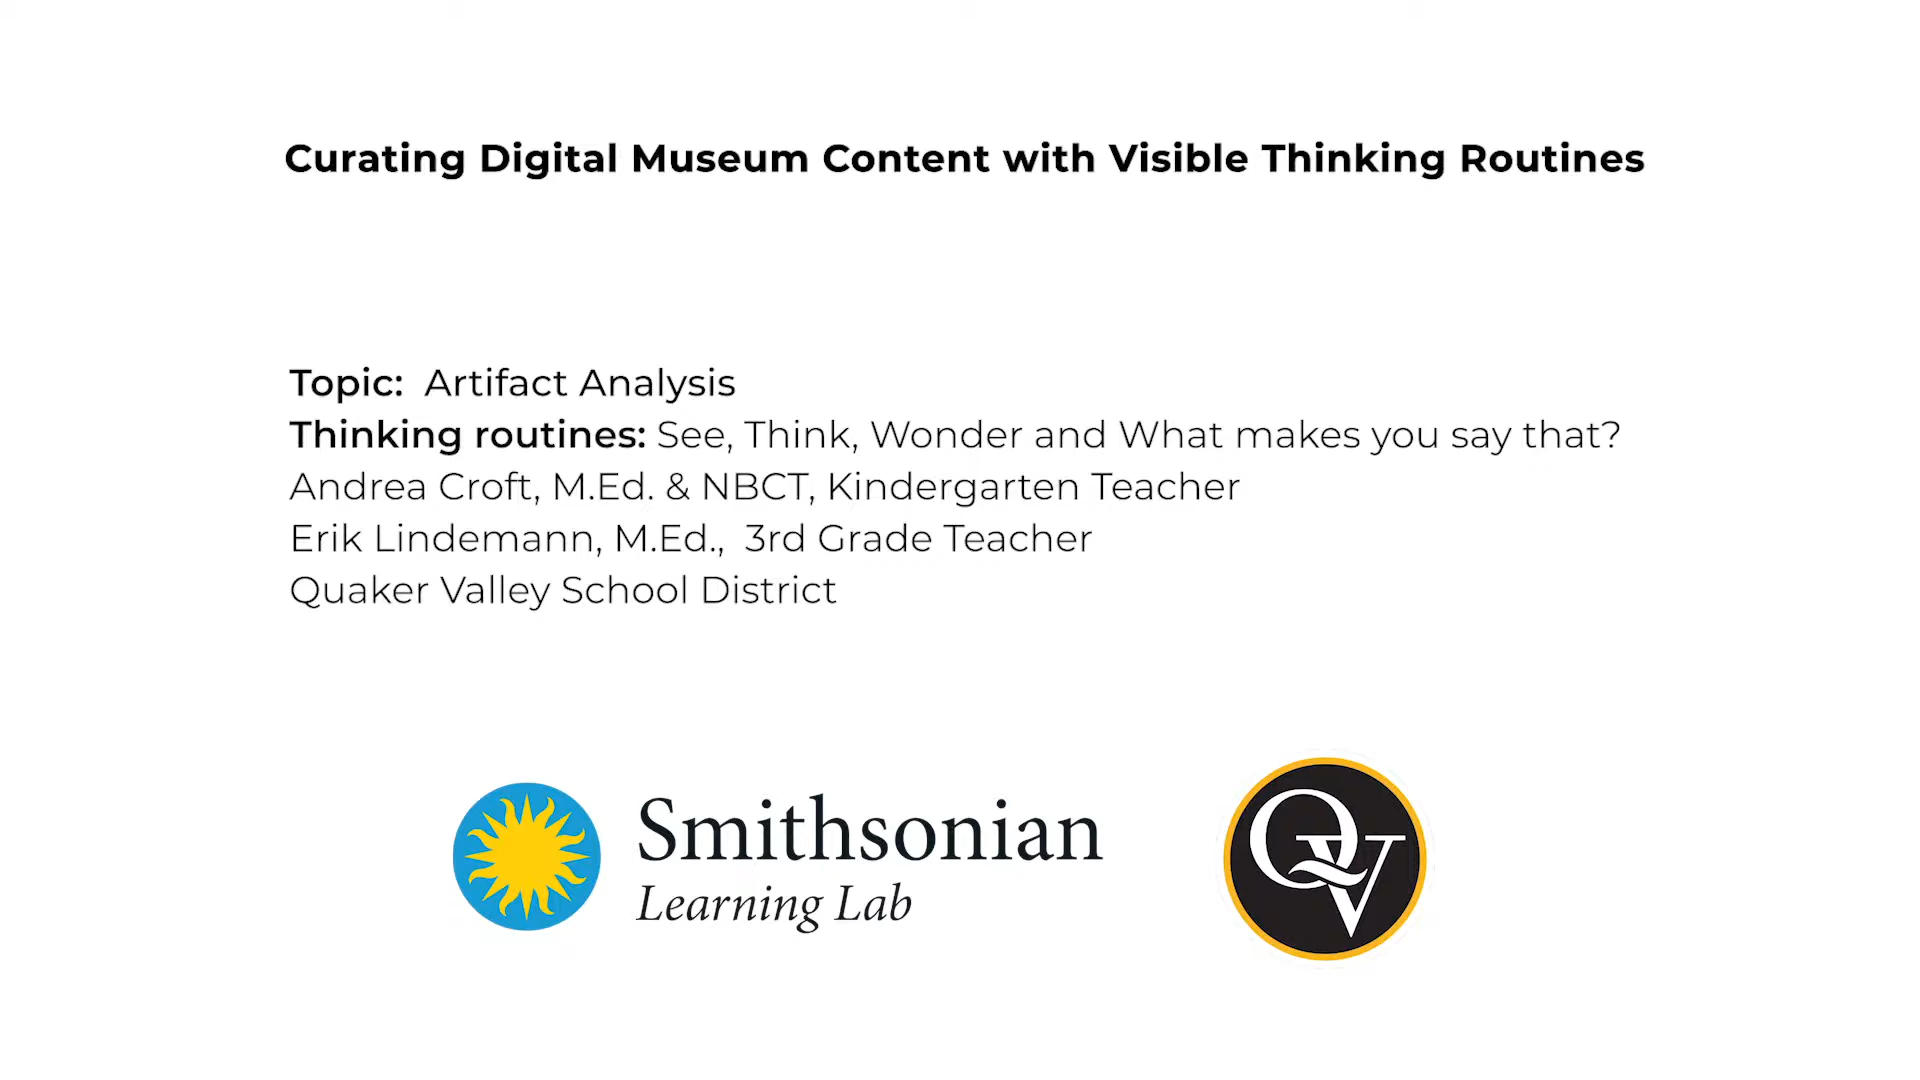 Curating Digital Museum Content with Visible Thinking Routines
Topic:  Artifact Analysis
Thinking routines: See, Think, Wonder and What makes you say that?
Andrea Croft, M.Ed. & NBCT, Kindergarten Teacher
Erik Lindemann, M.Ed.,  3rd Grade Teacher
Quaker Valley School District
Smithsonian
Learning Lab
QV